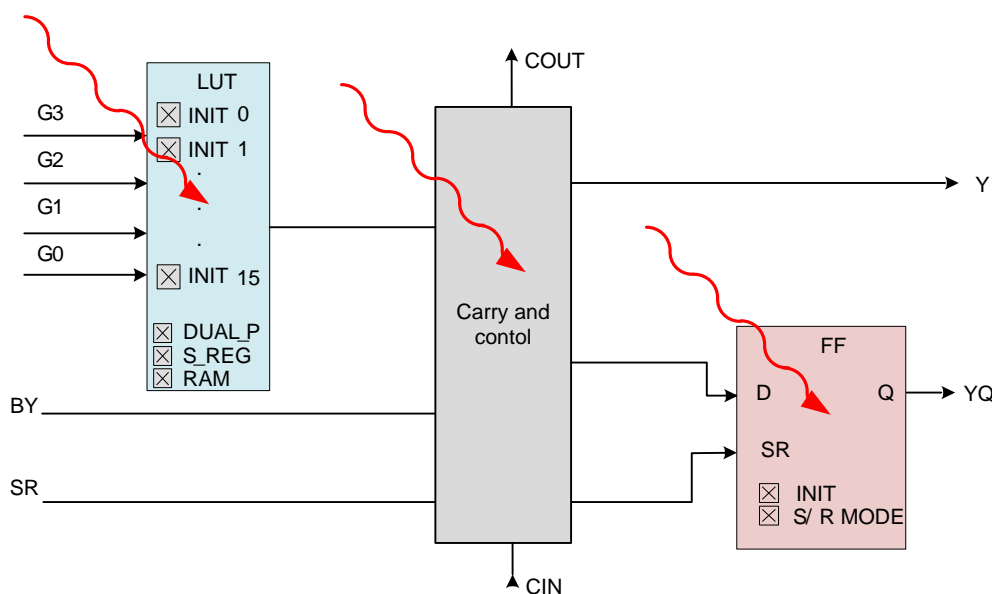 COUT
LUT
INIT 0
INIT 1
.
.
.
INIT 15
DUAL_P
S_REG
RAM
G3
G2
G1
G0
BY
SR
Carry and
contol
CIN
Y
FF
D
Q
SR
INIT
S/ R MODE
YQ